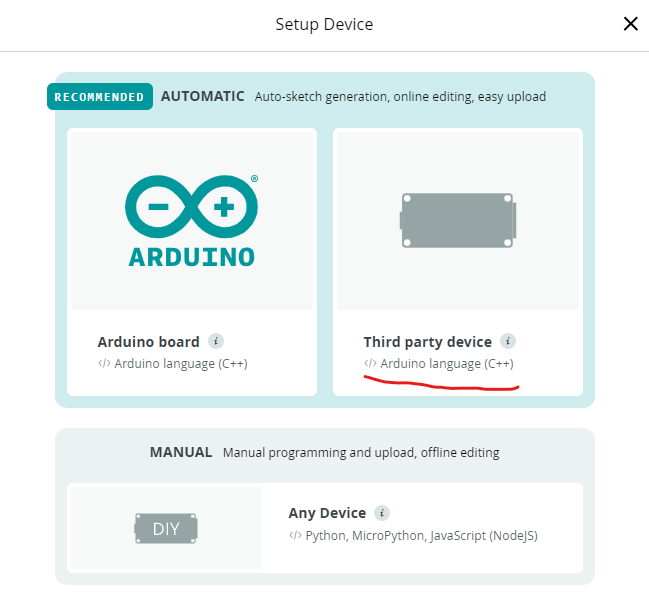 Setup Device
RECOMMENDED AUTOMATIC Auto-sketch generation, online editing, easy upload
®
ARDUINO
Arduino board i
</> Arduino language (C++)
Third party device i
</> Arduino language (C++)
MANUAL Manual programming and upload, offline editing
DIY
Any Device i
</> Python, MicroPython, JavaScript (NodeJS)